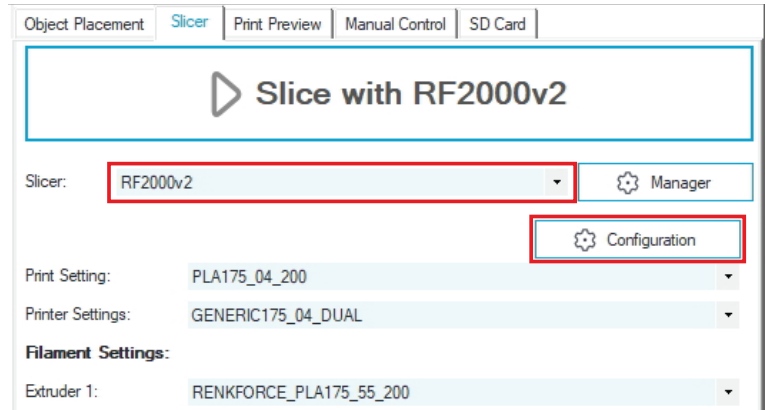 Object Placement Slicer Print Preview Manual Control SD Card
Slice with RF2000v2
Slicer: RF2000v2 Manager
Configuration
Print Setting: PLA175_04_200
Printer Settings: GENERIC175_04_DUAL
Filament Settings:
Extruder 1: RENKFORCE_PLA175_55_200